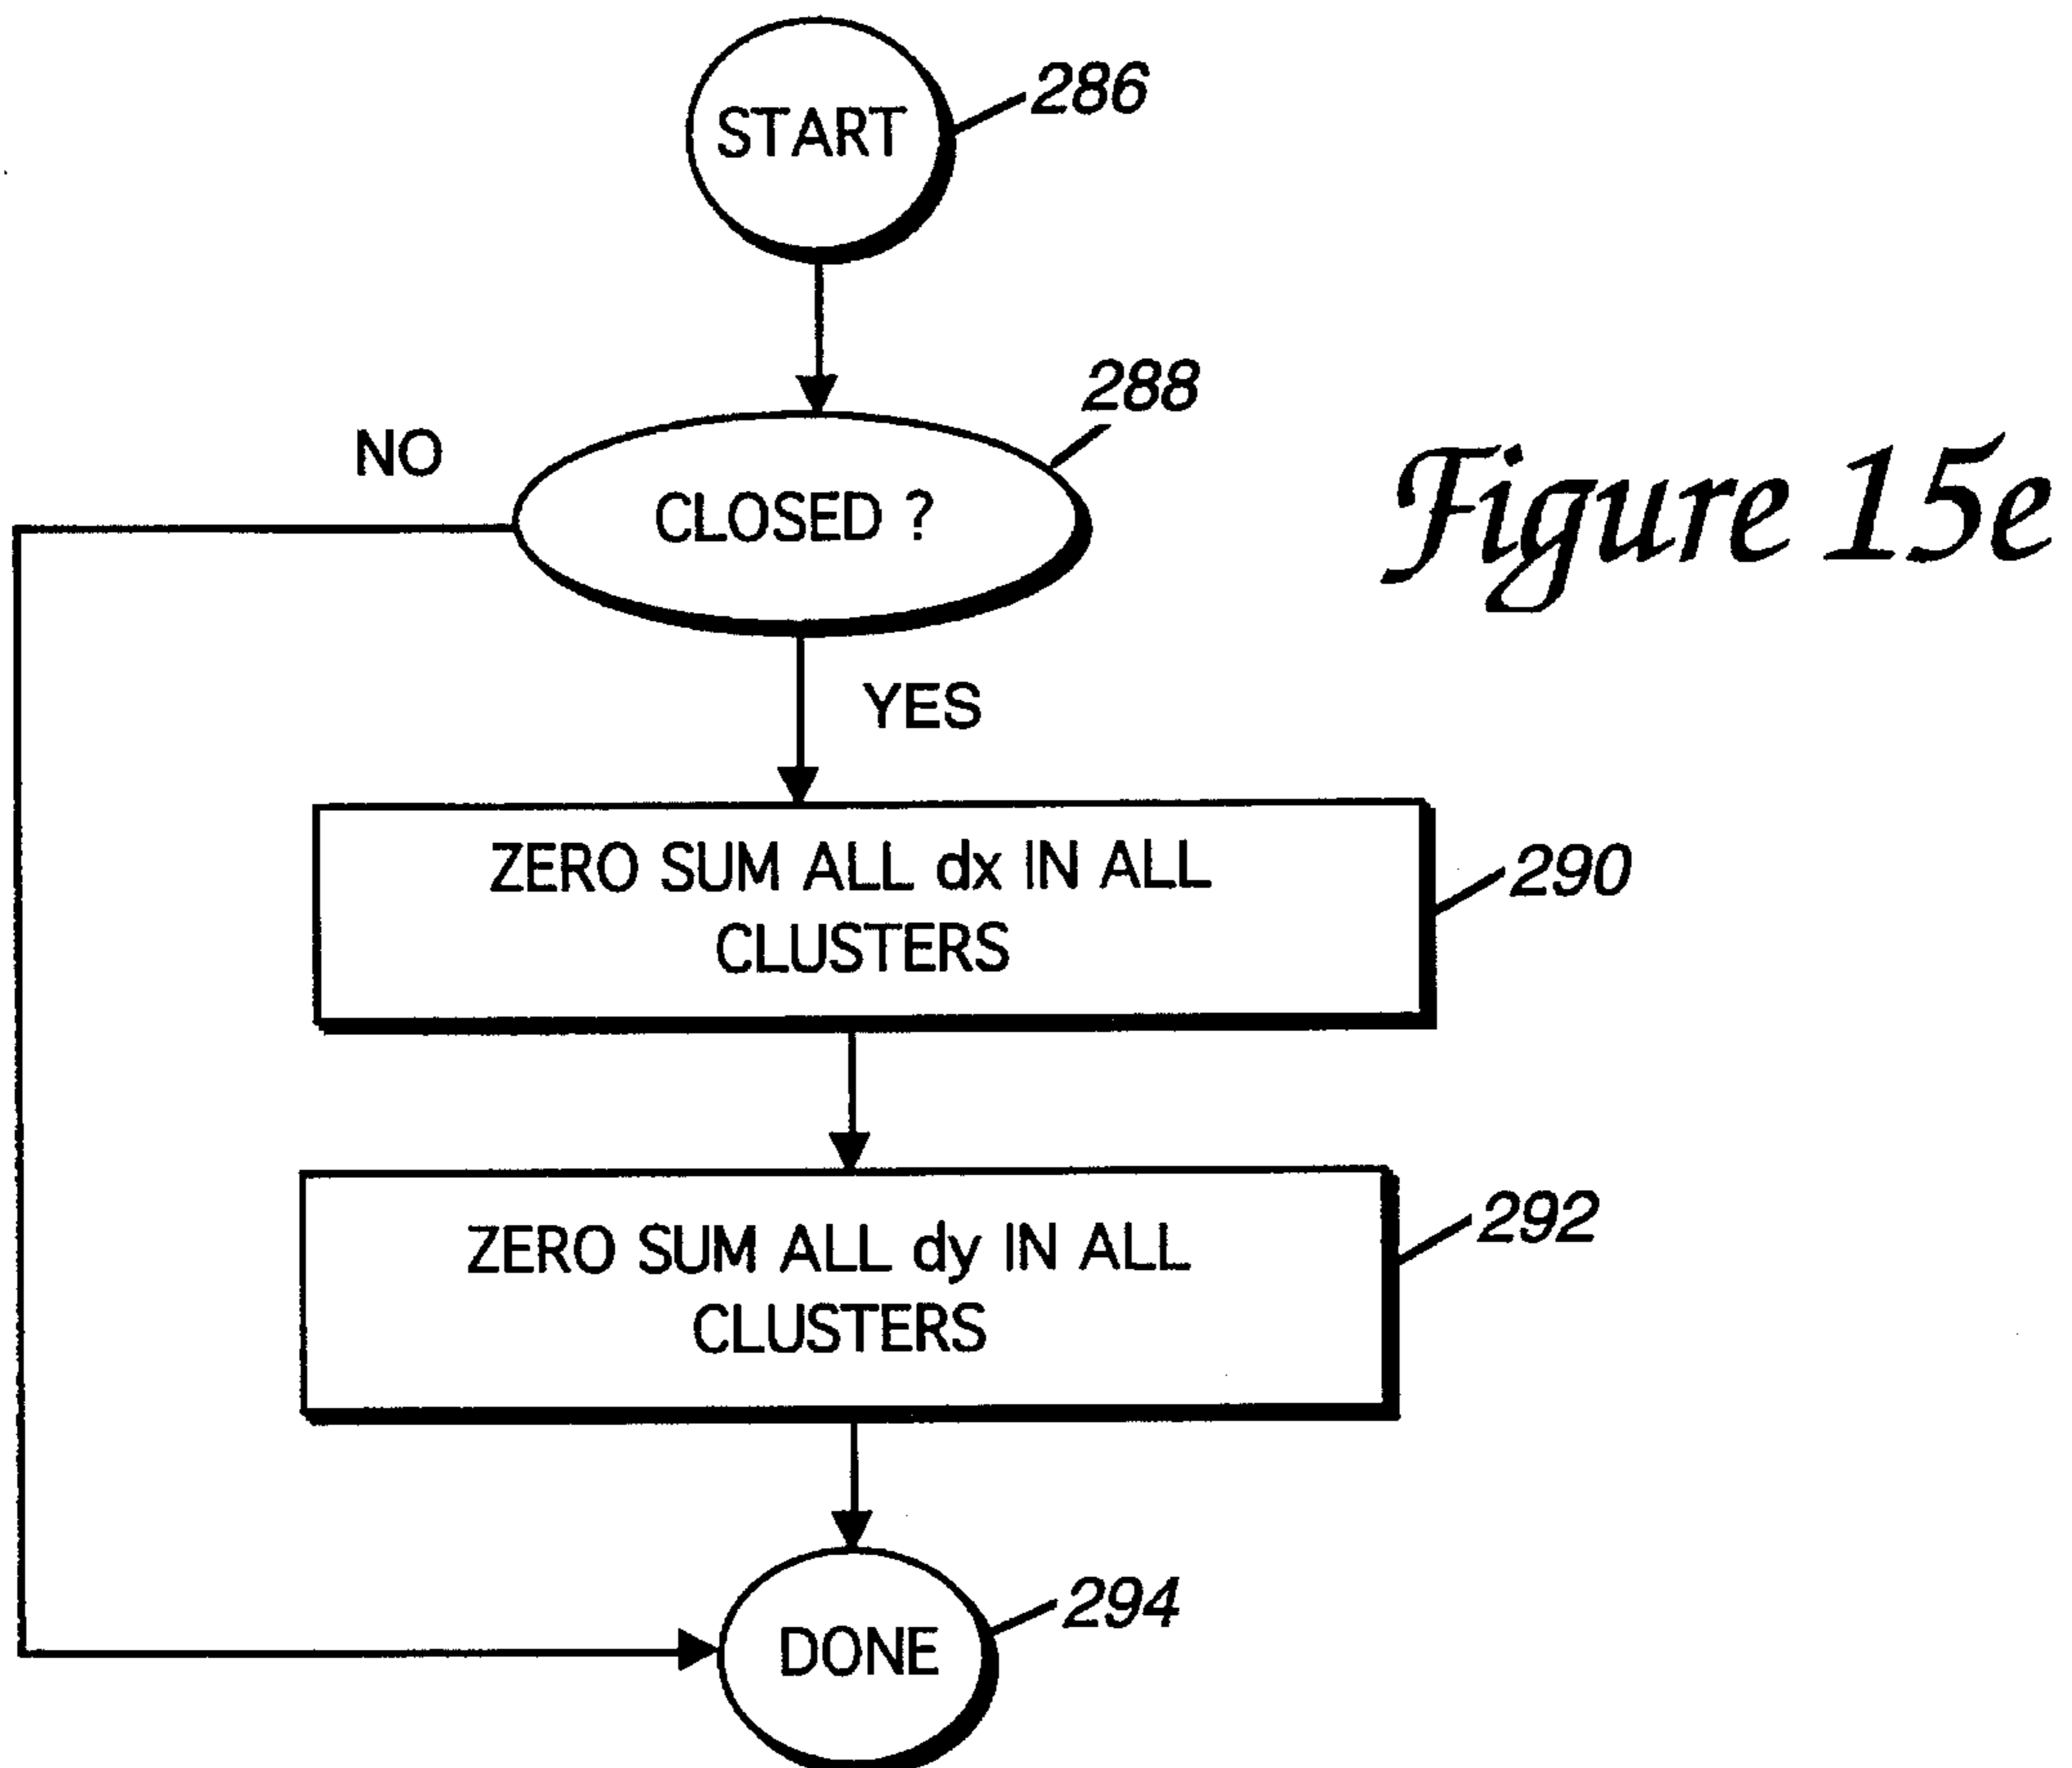 START
286
288
NO
CLOSED ?
Figure 15e
YES
ZERO SUM ALL dx IN ALL
CLUSTERS
290
ZERO SUM ALL dy IN ALL
CLUSTERS
292
DONE
294